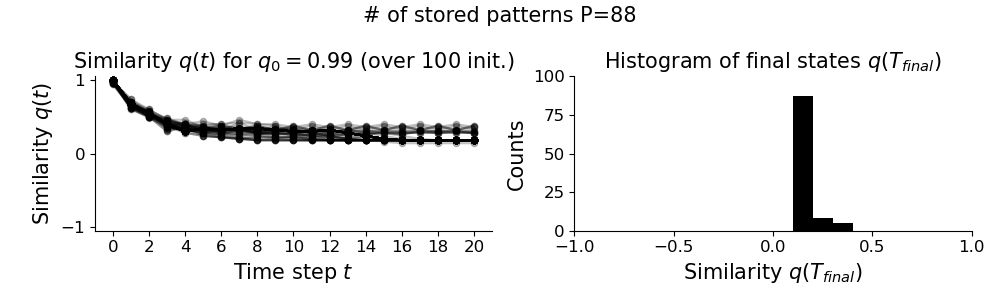 # of stored patterns P=88
Similarity q(t) for q₀ = 0.99 (over 100 init.)
1
0
−1
0 2 4 6 8 10 12 14 16 18 20
Similarity q(t)
Time step t
Histogram of final states q(T_final)
100
75
50
25
0
−1.0 −0.5 0.0 0.5 1.0
Counts
Similarity q(T_final)